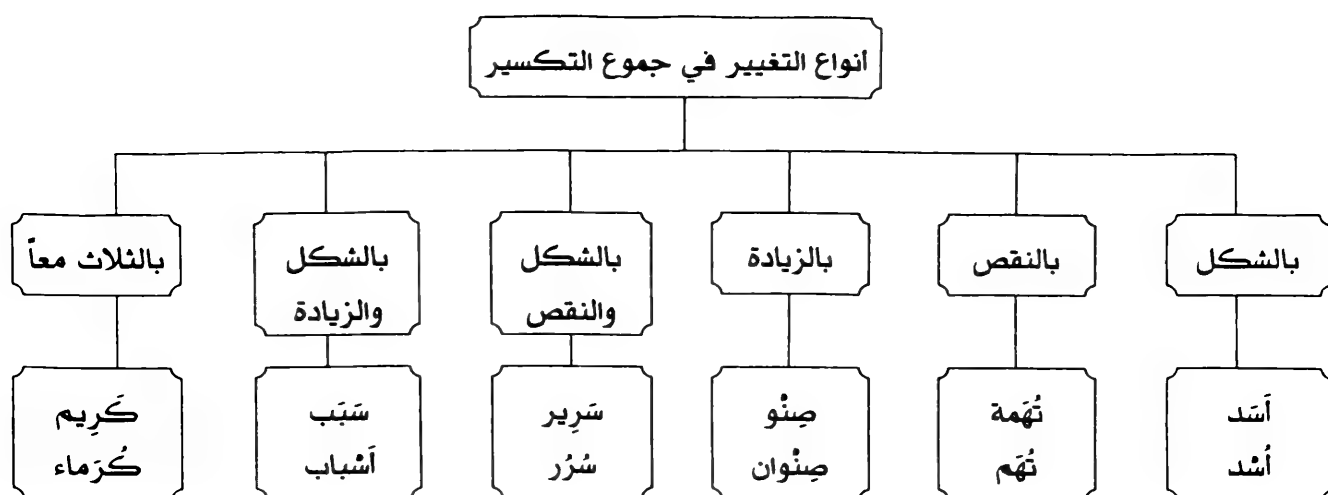 انواع التغيير في جموع التكسير
بالشكل
بالنقص
بالزيادة
بالشكل
والنقص
بالشكل
والزيادة
بالثلاث معاً
اَسَد
اُسْد
تُهَمة
تُهَم
صِنْو
صِنْوان
سَرِير
سُرُر
سَبَب
اَسْباب
كَرِيم
كُرَماء